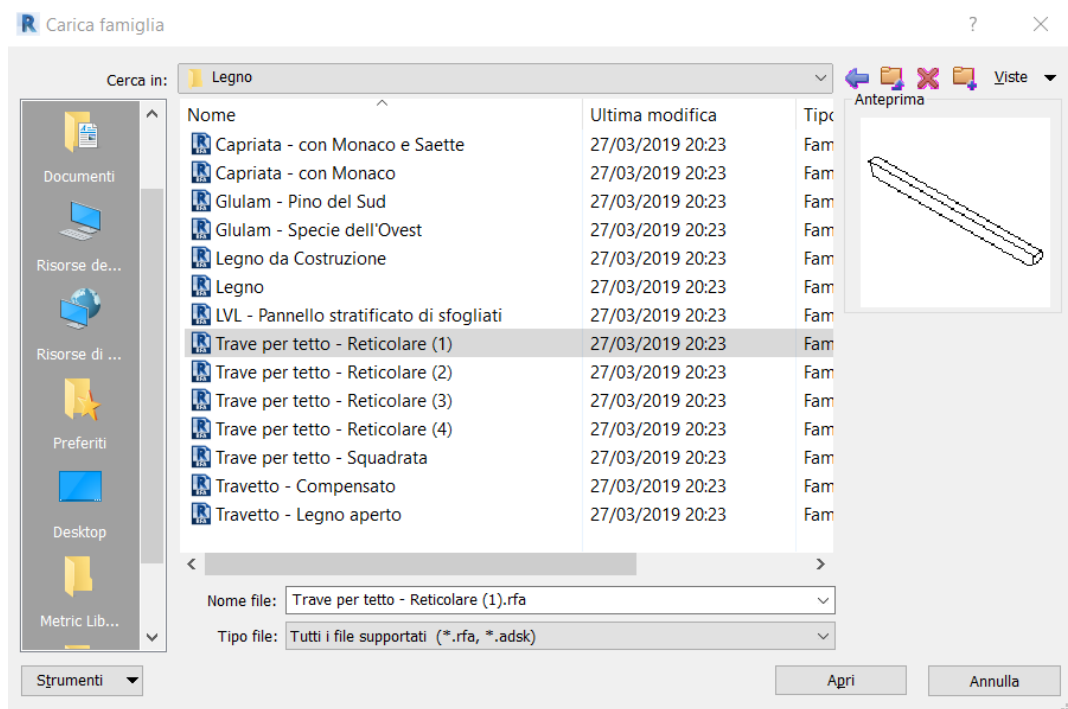 Carica famiglia
Cerca in: Legno
Viste
Anteprima
Documenti
Risorse de...
Risorse di ...
Preferiti
Desktop
Metric Lib...
Nome Ultima modifica Tipo
Capriata - con Monaco e Saette 27/03/2019 20:23 Fam
Capriata - con Monaco 27/03/2019 20:23 Fam
Glulam - Pino del Sud 27/03/2019 20:23 Fam
Glulam - Specie dell'Ovest 27/03/2019 20:23 Fam
Legno da Costruzione 27/03/2019 20:23 Fam
Legno 27/03/2019 20:23 Fam
LVL - Pannello stratificato di sfogliati 27/03/2019 20:23 Fam
Trave per tetto - Reticolare (1) 27/03/2019 20:23 Fam
Trave per tetto - Reticolare (2) 27/03/2019 20:23 Fam
Trave per tetto - Reticolare (3) 27/03/2019 20:23 Fam
Trave per tetto - Reticolare (4) 27/03/2019 20:23 Fam
Trave per tetto - Squadrata 27/03/2019 20:23 Fam
Travetto - Compensato 27/03/2019 20:23 Fam
Travetto - Legno aperto 27/03/2019 20:23 Fam
Nome file: Trave per tetto - Reticolare (1).rfa
Tipo file: Tutti i file supportati (*.rfa, *.adsk)
Strumenti
Apri
Annulla